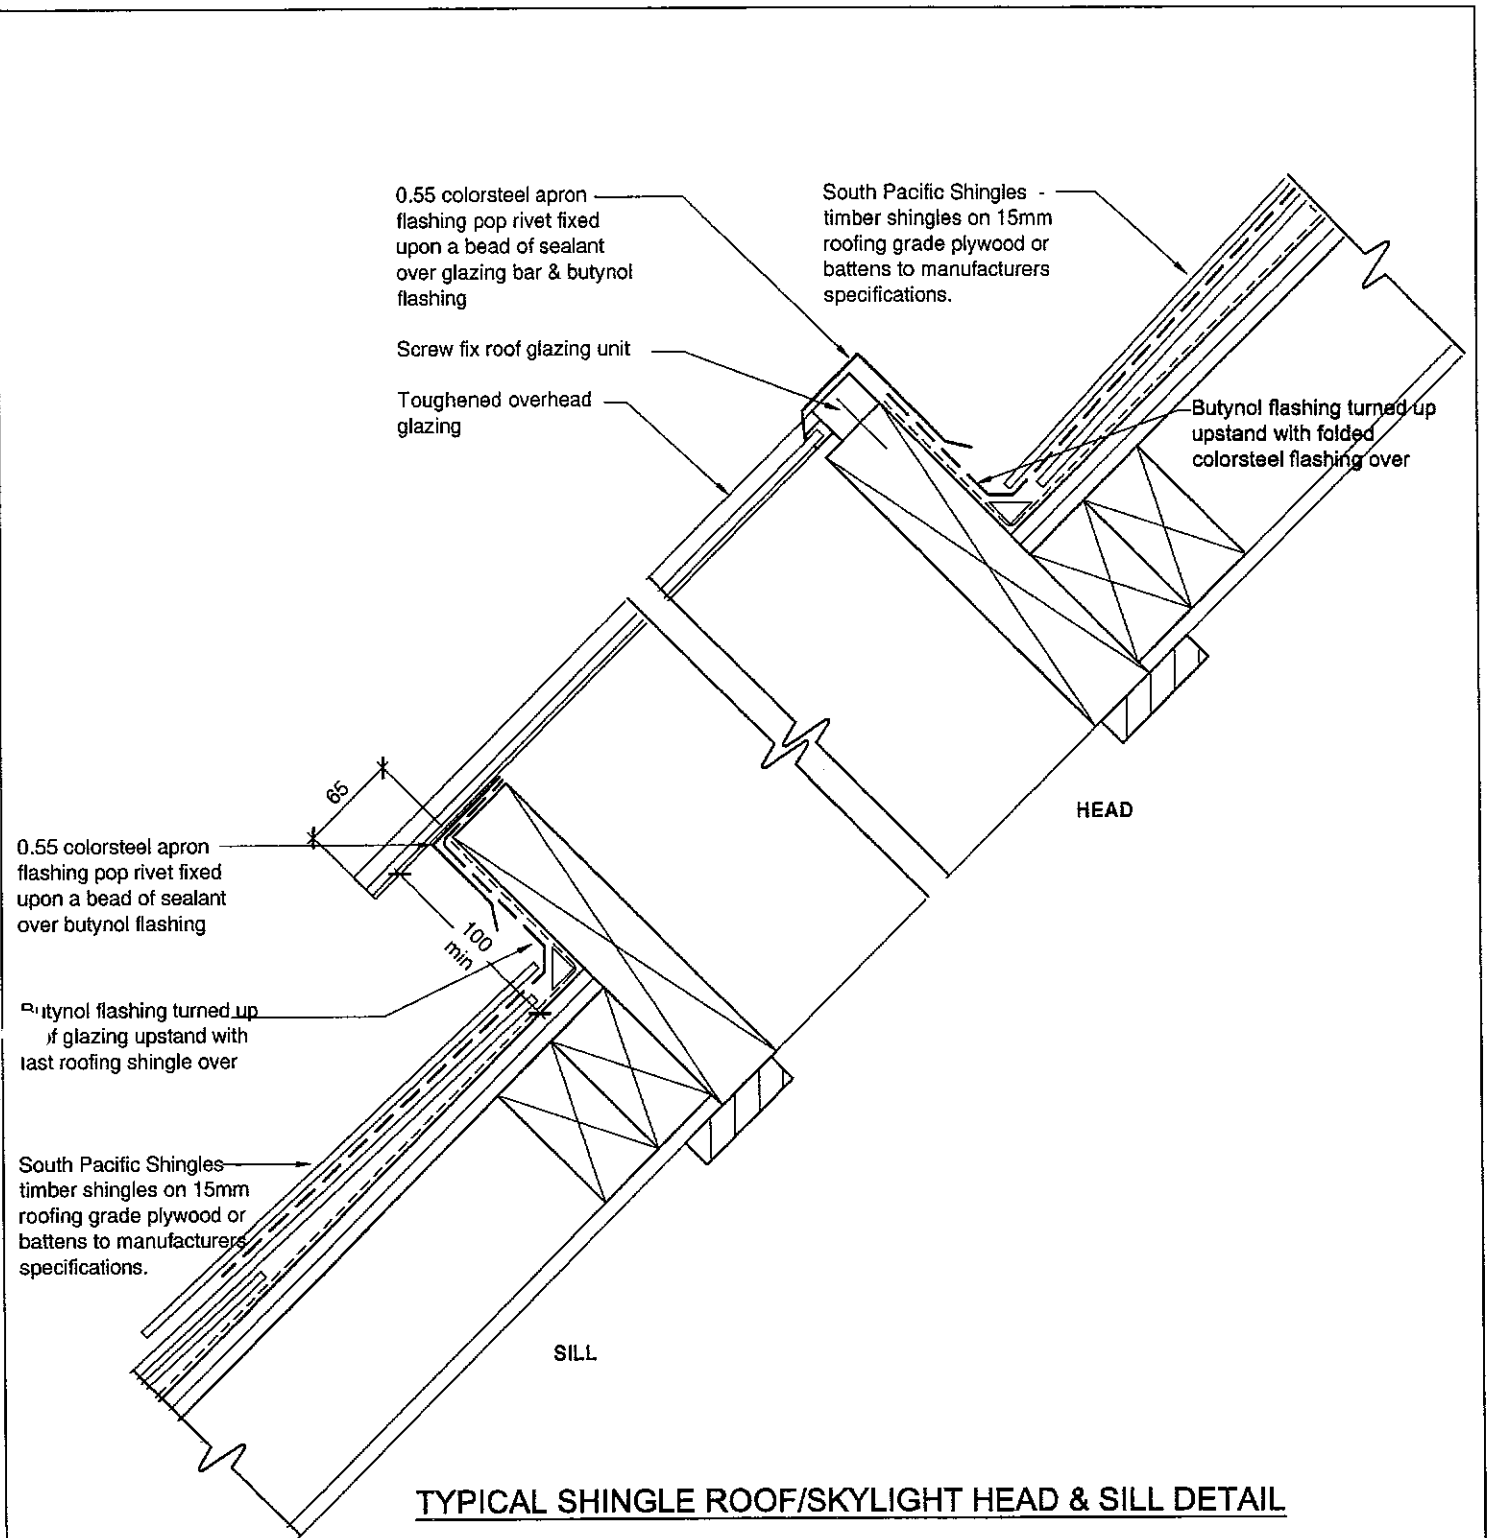 0.55 colorsteel apron
flashing pop rivet fixed
upon a bead of sealant
over glazing bar & butynol
flashing
South Pacific Shingles -
timber shingles on 15mm
roofing grade plywood or
battens to manufacturers
specifications.
Screw fix roof glazing unit
Toughened overhead
glazing
Butynol flashing turned up
upstand with folded
colorsteel flashing over
65
HEAD
0.55 colorsteel apron
flashing pop rivet fixed
upon a bead of sealant
over butynol flashing
100
min
flashing turned up
glazing upstand with
last roofing shingle over
South Pacific Shingles
timber shingles on 15mm
roofing grade plywood or
battens to manufacturers
specifications.
SILL
TYPICAL SHINGLE ROOF/SKYLIGHT HEAD & SILL DETAIL